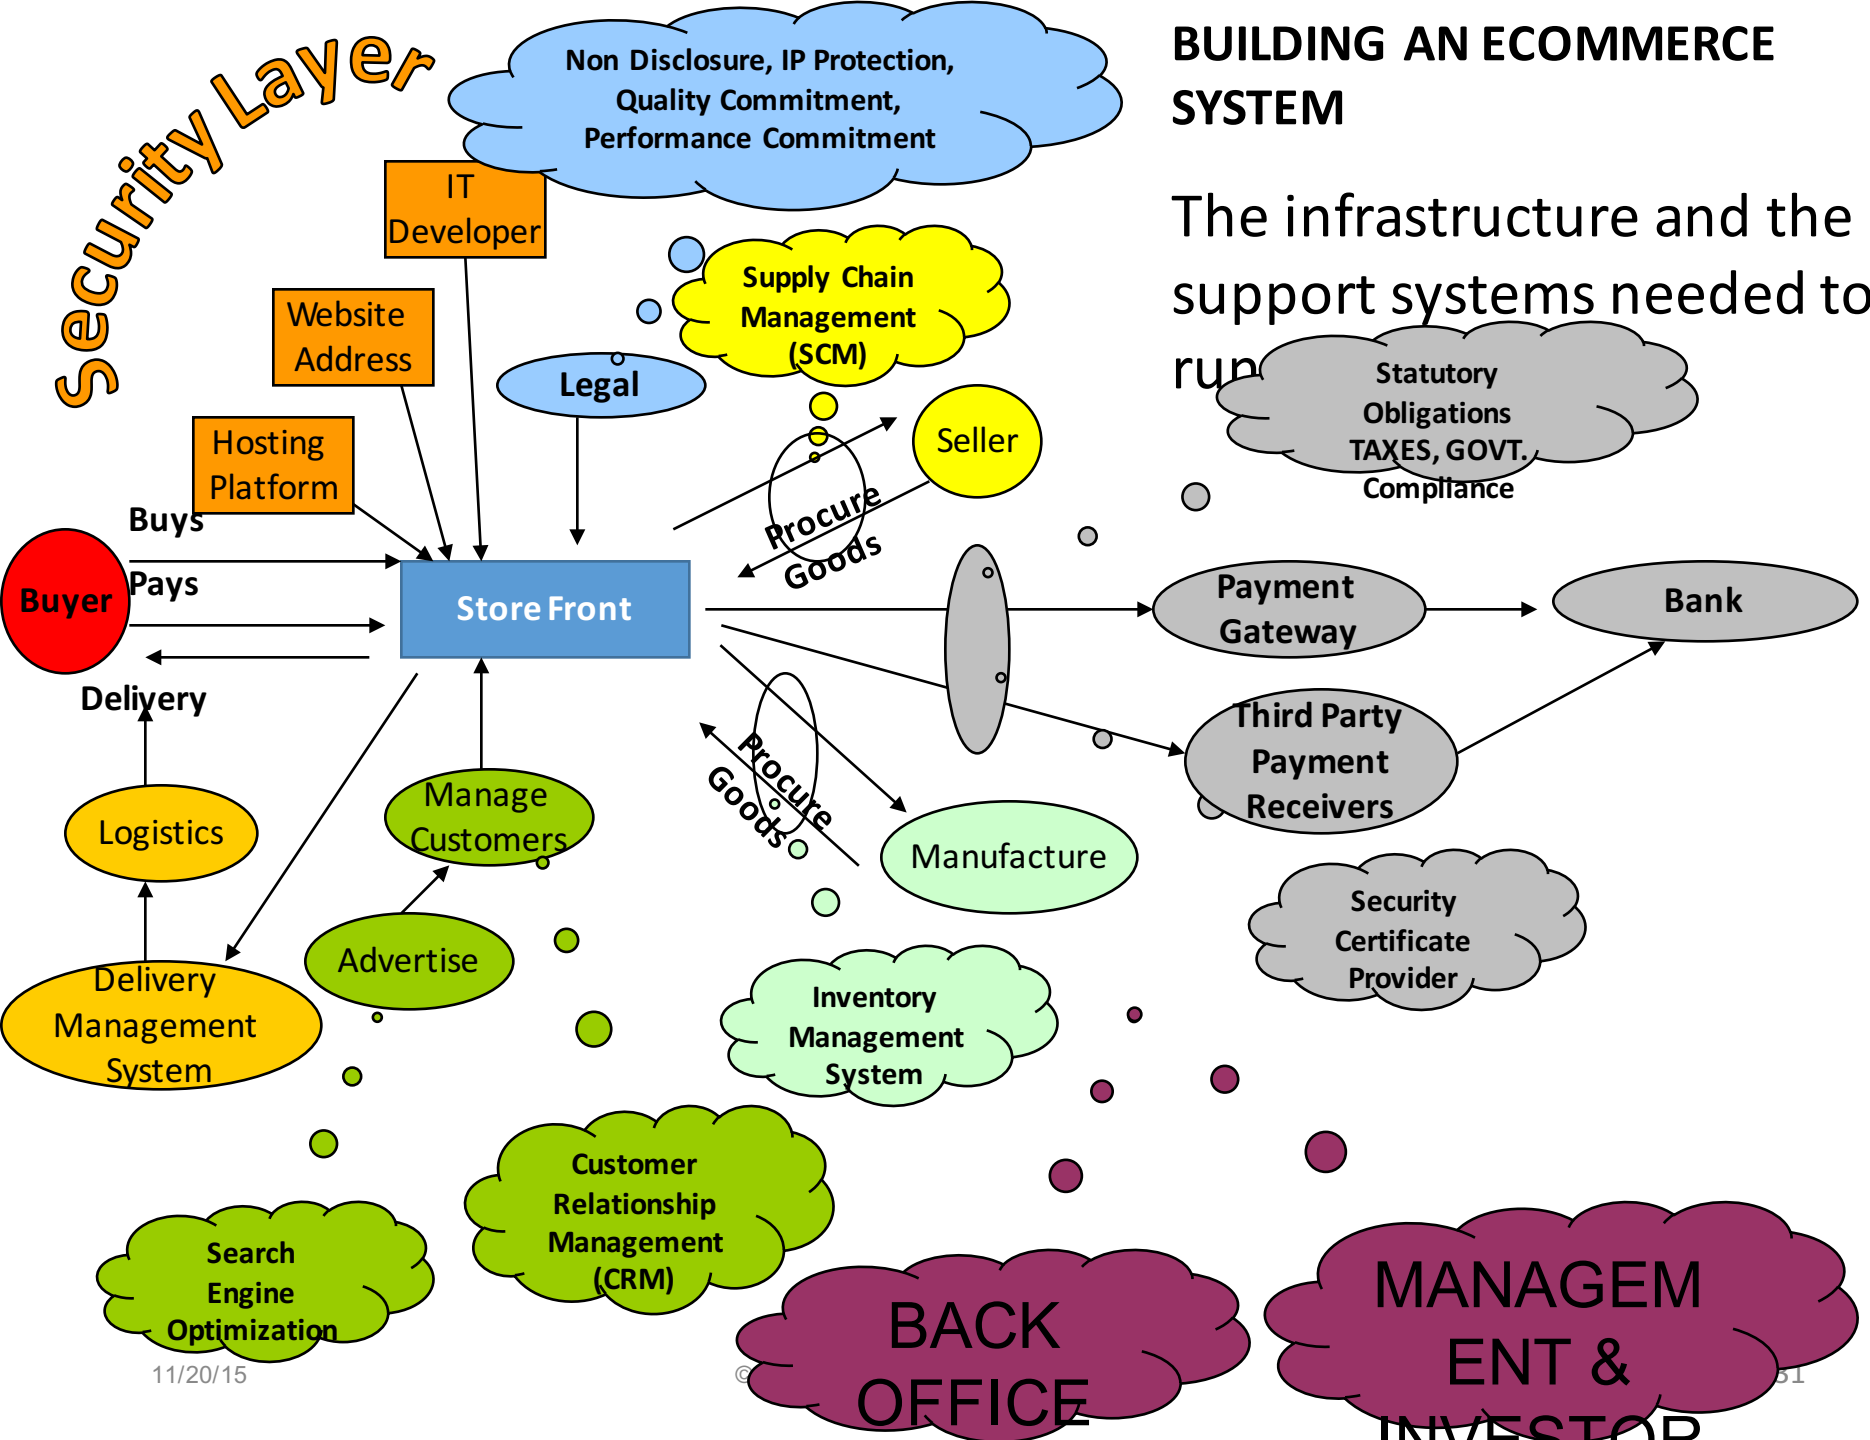 BUILDING AN ECOMMERCE
SYSTEM
The infrastructure and the
support systems needed to
run
Security Layer
Non Disclosure, IP Protection,
Quality Commitment,
Performance Commitment
IT
Developer
Website
Address
Hosting
Platform
Legal
Supply Chain
Management
(SCM)
Seller
Procure
Goods
Statutory
Obligations
TAXES, GOVT.
Compliance
Buys
Buyer
Pays
Store Front
Payment
Gateway
Bank
Delivery
Third Party
Payment
Receivers
Procure
Goods
Logistics
Manage
Customers
Manufacture
Advertise
Security
Certificate
Provider
Delivery
Management
System
Inventory
Management
System
Customer
Relationship
Management
(CRM)
Search
Engine
Optimization
BACK
OFFICE
MANAGEM
ENT &
INVESTOR
11/20/15
©
31